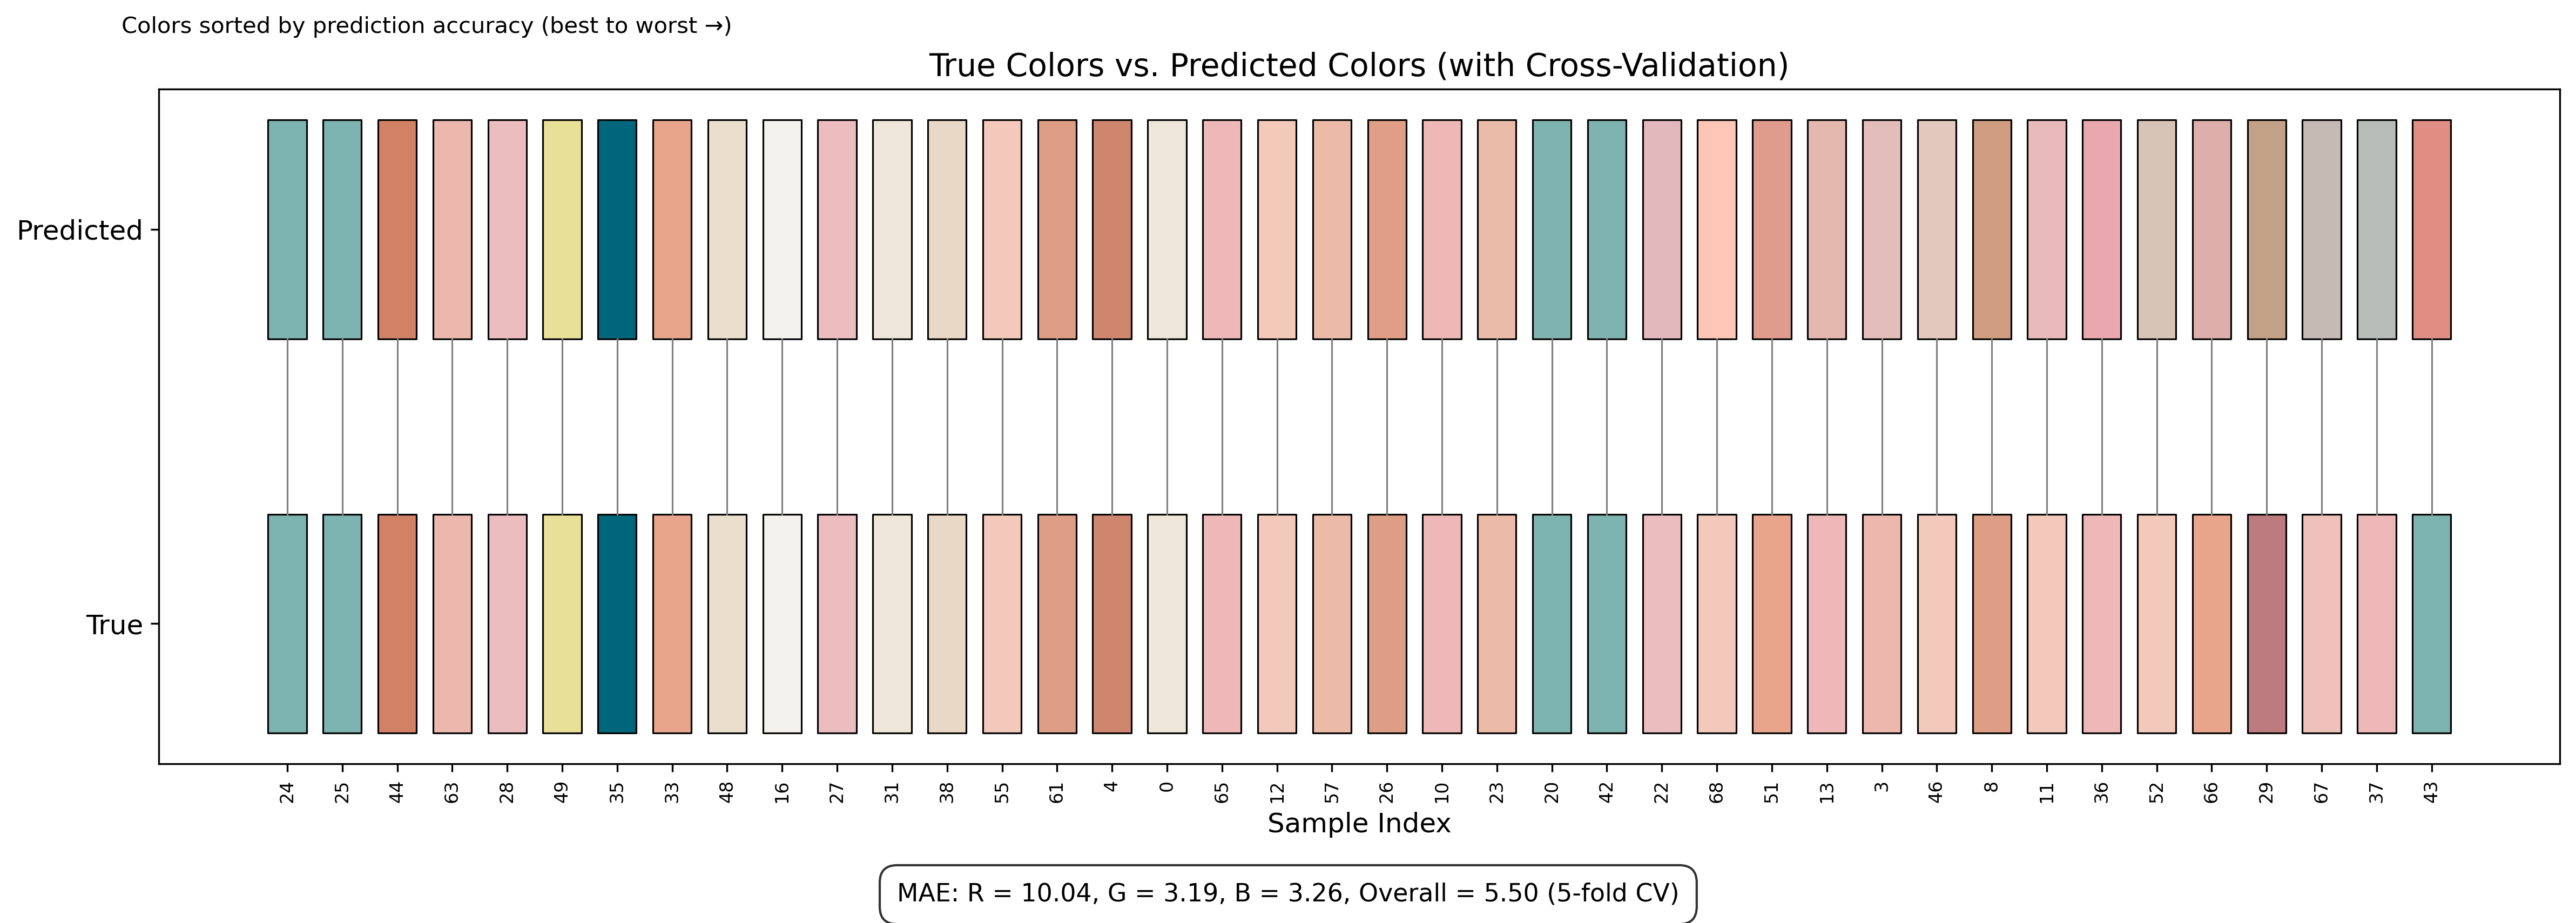 Colors sorted by prediction accuracy (best to worst →)
True Colors vs. Predicted Colors (with Cross-Validation)
Predicted
True
24 25 44 63 28 49 35 33 48 16 27 31 38 55 61 4 0 65 12 57 26 10 23 20 42 22 68 51 13 3 46 8 11 36 52 66 29 67 37 43
Sample Index
MAE: R = 10.04, G = 3.19, B = 3.26, Overall = 5.50 (5-fold CV)